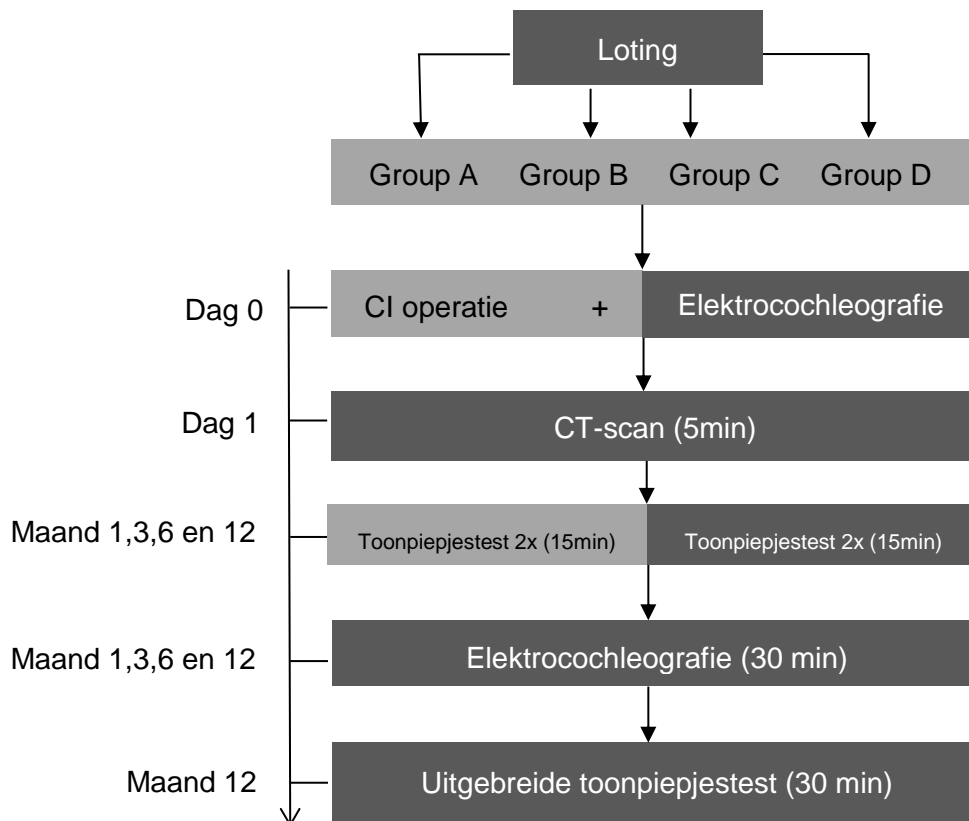 Loting
Group A Group B Group C Group D
Dag 0 CI operatie + Elektrocochleografie
Dag 1 CT-scan (5min)
Maand 1,3,6 en 12 Toonpiepjestest 2x (15min) Toonpiepjestest 2x (15min)
Maand 1,3,6 en 12 Elektrocochleografie (30 min)
Maand 12 Uitgebreide toonpiepjestest (30 min)